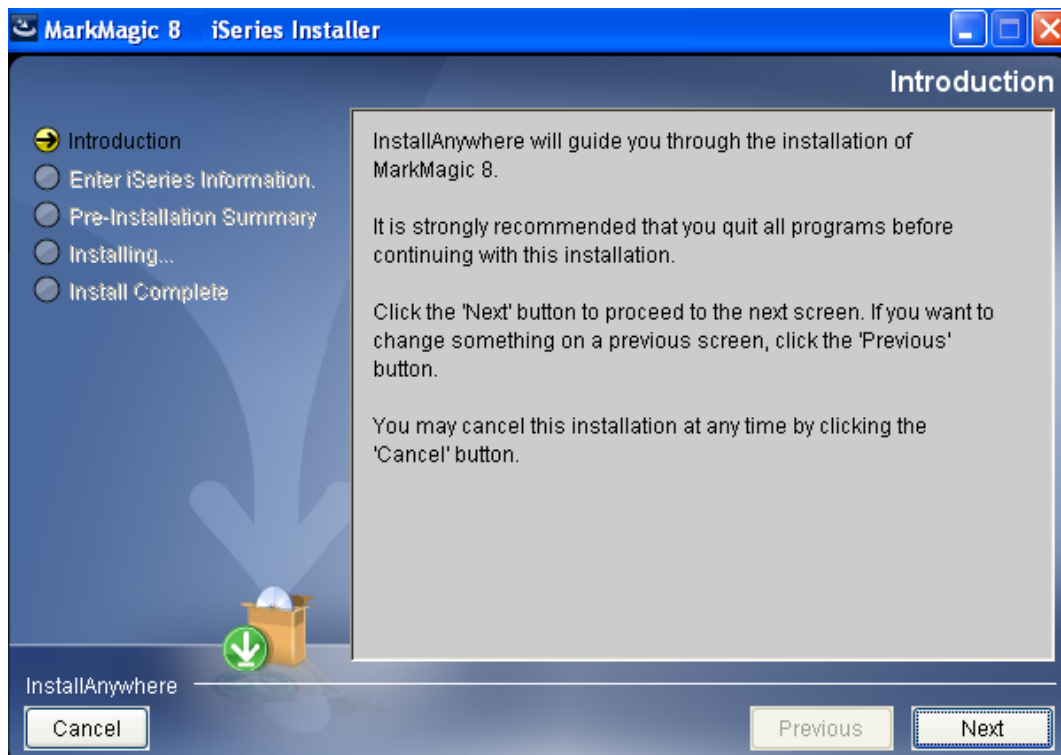 MarkMagic 8 iSeries Installer
Introduction
Introduction
Enter iSeries Information.
Pre-Installation Summary
Installing...
Install Complete
InstallAnywhere will guide you through the installation of
MarkMagic 8.
It is strongly recommended that you quit all programs before
continuing with this installation.
Click the 'Next' button to proceed to the next screen. If you want to
change something on a previous screen, click the 'Previous'
button.
You may cancel this installation at any time by clicking the
'Cancel' button.
InstallAnywhere
Cancel
Previous
Next